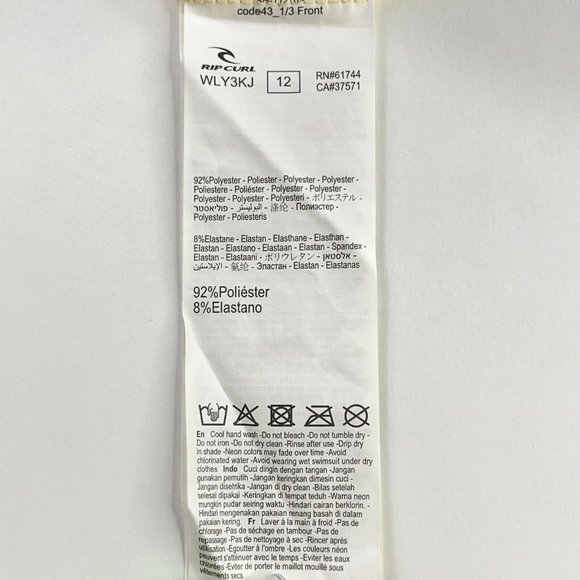 code43_1/3 Front
RIP CURL
WLY3KJ 12 RN#61744
CA#37571
92%Polyester - Poliester - Polyester - Polyester -
Poliestere - Poliéster - Polyester - Polyester -
Polyester - Polyester - Polyesteri - ポリエステル -
פוליאסטר - البوليستر - 涤纶 - Полиэстер -
Polyester - Poliesteris
8%Elastane - Elastan - Elasthane - Elasthan -
Elastan - Elastano - Elastaan - Elastan - Spandex -
Elastan - Elastaani - ポリウレタン - אלסטאן -
الإيلاستين - 氨纶 - Эластан - Elastan - Elastanas
92%Poliéster
8%Elastano
En Cool hand wash -Do not bleach -Do not tumble dry -
Do not iron -Do not dry clean -Rinse after use -Drip dry
in shade -Neon colors may fade over time -Avoid
chlorinated water -Avoid wearing wet swimsuit under dry
clothes Indo Cuci dingin dengan tangan -Jangan
gunakan pemutih -Jangan keringkan dimesin cuci -
Jangan disetrika -Jangan dryclean -Bilas setelah
selesai dipakai -Keringkan di tempat teduh -Warna neon
mungkin pudar seiring waktu -Hindari cairan berklorin. -
Hindari mengenakan pakaian renang basah di dalam
pakaian kering. Fr Laver à la main à froid -Pas de
chlorage -Pas de séchage en tambour -Pas de
repassage -Pas de nettoyage à sec -Rincer après
utilisation -Egoutter à l'ombre -Les couleurs néon
peuvent s'atténuer avec le temps -Eviter les eaux
chlorées -Eviter de porter le maillot mouillé sous
vêtements secs